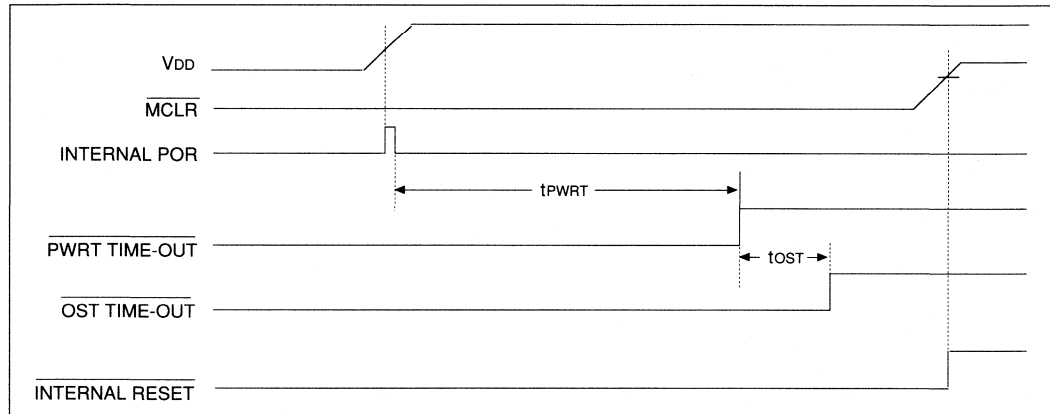 VDD
MCLR
INTERNAL POR
tPWRT
PWRT TIME-OUT
tOST
OST TIME-OUT
INTERNAL RESET